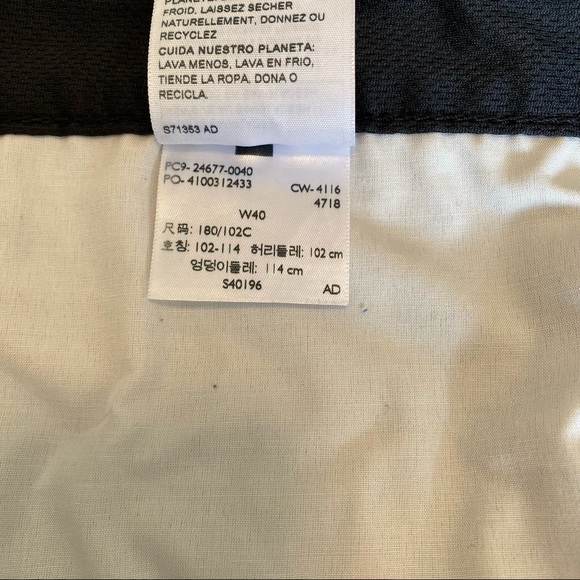 FROID. LAISSEZ SECHER
NATURELLEMENT, DONNEZ OU
RECYCLEZ
CUIDA NUESTRO PLANETA:
LAVA MENOS, LAVA EN FRIO,
TIENDE LA ROPA, DONA O
RECICLA.
S71353 AD
PC9- 24677-0040
PO- 4100312433
CW- 4116
4718
W40
尺码: 180/102C
호칭: 102-114 허리둘레: 102 cm
엉덩이둘레: 114 cm
S40196 AD